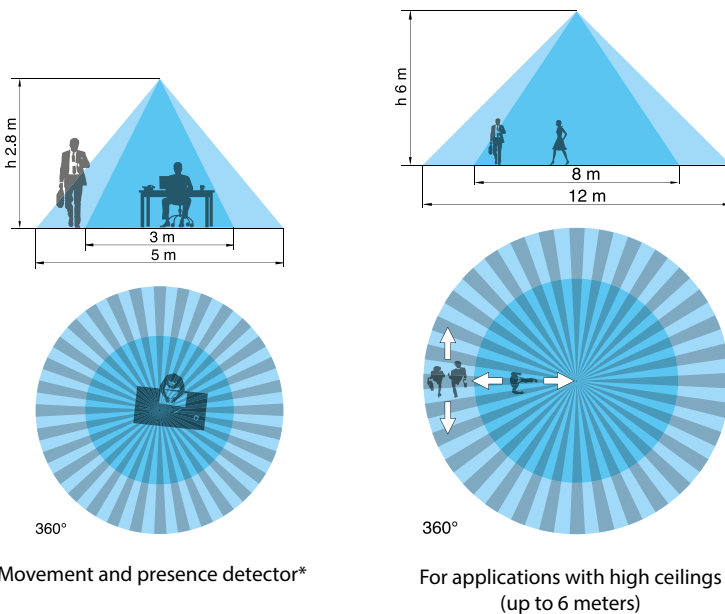 h 2.8 m
3 m
5 m
360°
Movement and presence detector*
h 6 m
8 m
12 m
360°
For applications with high ceilings
(up to 6 meters)